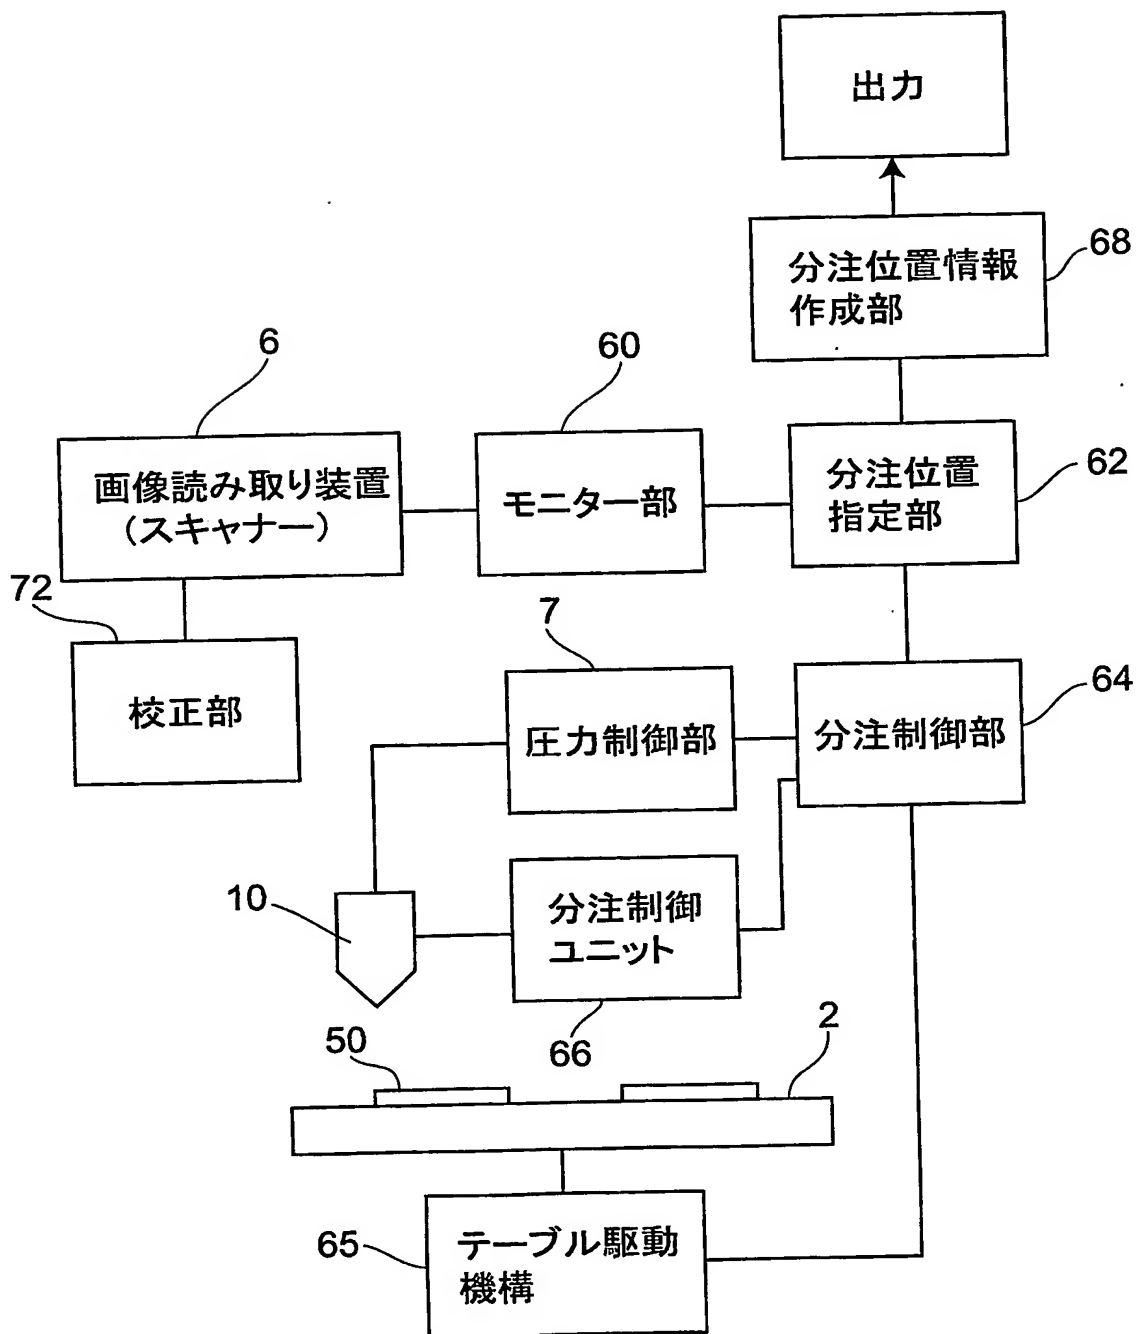 出力
68
分注位置情報
作成部
6
60
画像読み取り装置
(スキャナー)
モニター部
分注位置
指定部
62
72
校正部
7
圧力制御部
分注制御部
64
10
分注制御
ユニット
66
50
2
65
テーブル駆動
機構